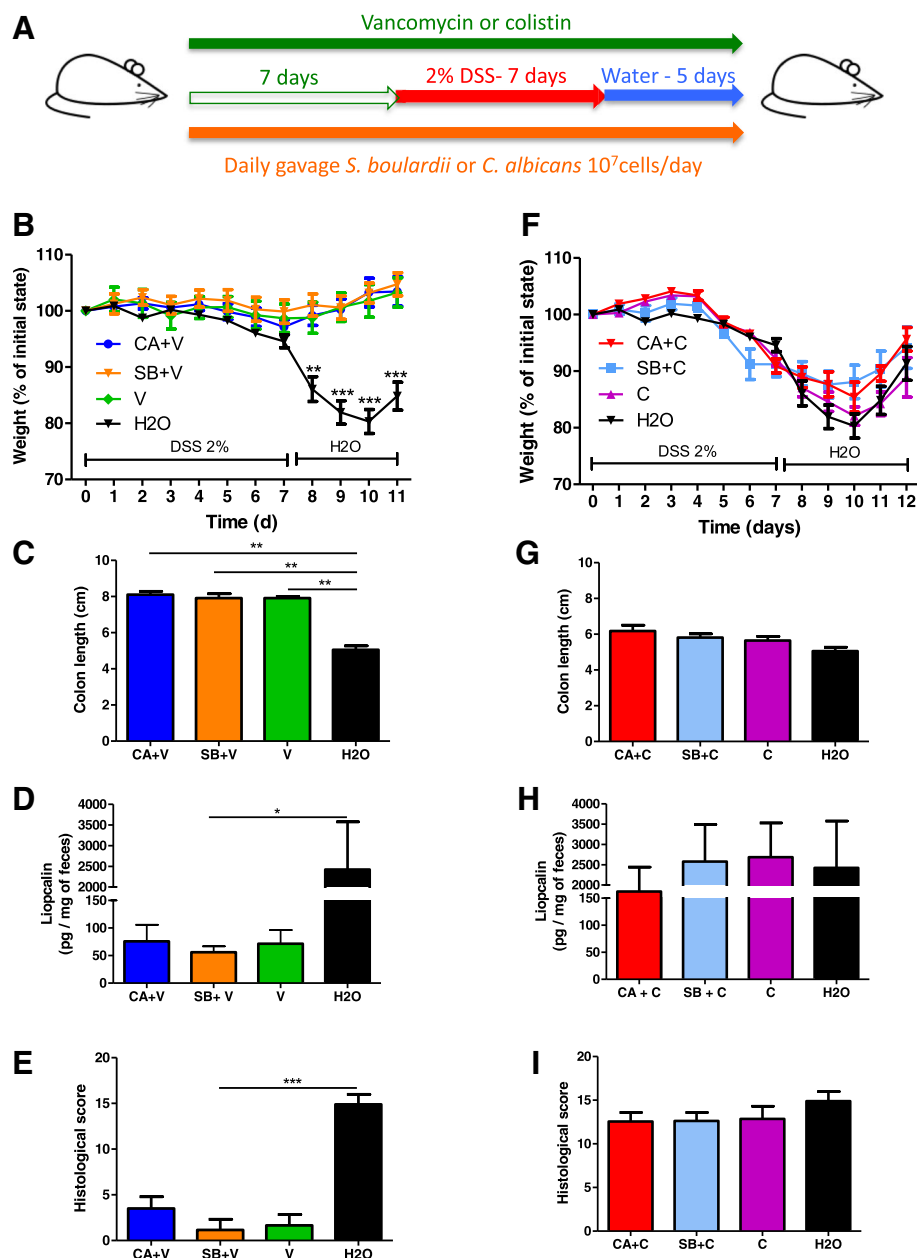 A
Vancomycin or colistin
7 days
2% DSS- 7 days
Water - 5 days
Daily gavage S. boulardii or C. albicans 10⁷cells/day
B
Weight (% of initial state)
110
100
90
80
70
CA+V
SB+V
V
H2O
**
***
***
***
DSS 2%
H2O
0 1 2 3 4 5 6 7 8 9 10 11
Time (d)
F
Weight (% of initial state)
110
100
90
80
70
CA+C
SB+C
C
H2O
DSS 2%
H2O
0 1 2 3 4 5 6 7 8 9 10 11 12
Time (days)
C
Colon length (cm)
10
8
6
4
2
0
**
**
**
CA+V SB+V V H2O
G
Colon length (cm)
10
8
6
4
2
0
CA+C SB+C C H2O
D
Liopcalin
(pg / mg of feces)
4000
3500
3000
2500
2000
150
100
50
0
*
CA+V SB+ V V H2O
H
Liopcalin
(pg / mg of feces)
4000
3500
3000
2500
2000
150
100
50
0
CA + C SB + C C H2O
E
Histological score
20
15
10
5
0
***
CA+V SB+V V H2O
I
Histological score
20
15
10
5
0
CA+C SB+C C H2O